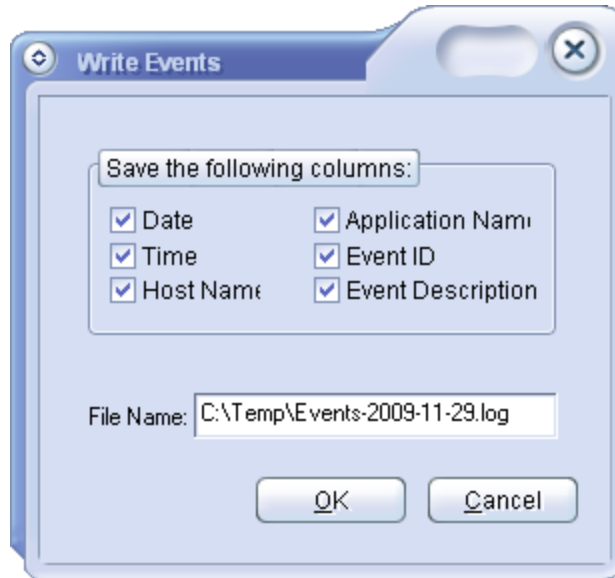 Write Events
Save the following columns:
Date
Application Nam
Time
Event ID
Host Nam
Event Description
File Name: C:\Temp\Events-2009-11-29.log
OK
Cancel